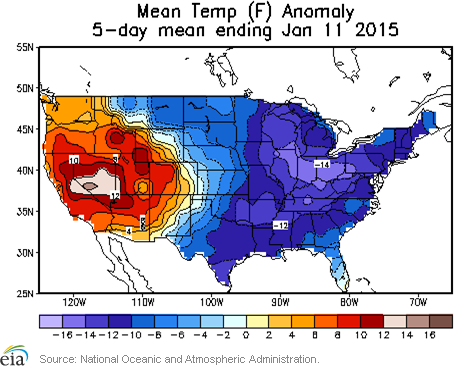 Mean Temp (F) Anomaly
5-day mean ending Jan 11 2015
55N
50N
45N
40N
35N
30N
25N
10
-14
12
-12
4
120W 110W 100W 90W 80W 70W
-16 -14 -12 -10 -8 -6 -4 -2 0 2 4 6 8 10 12 14 16
eia Source: National Oceanic and Atmospheric Administration.